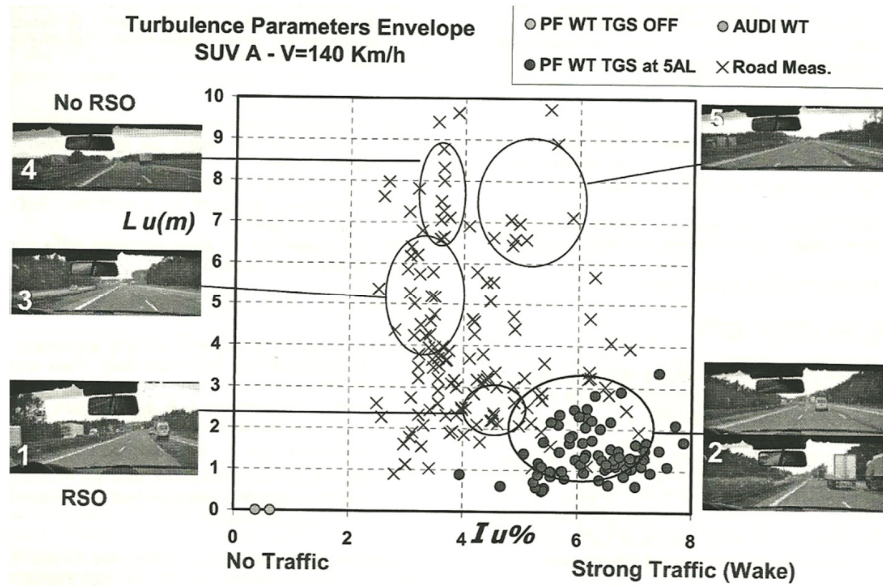 Turbulence Parameters Envelope
SUV A - V=140 Km/h
PF WT TGS OFF
AUDI WT
PF WT TGS at 5AL
Road Meas.
No RSO
4
5
Lu(m)
3
1
2
RSO
10
9
8
7
6
5
4
3
2
1
0
0
2
4
Iu%
6
8
No Traffic
Strong Traffic (Wake)